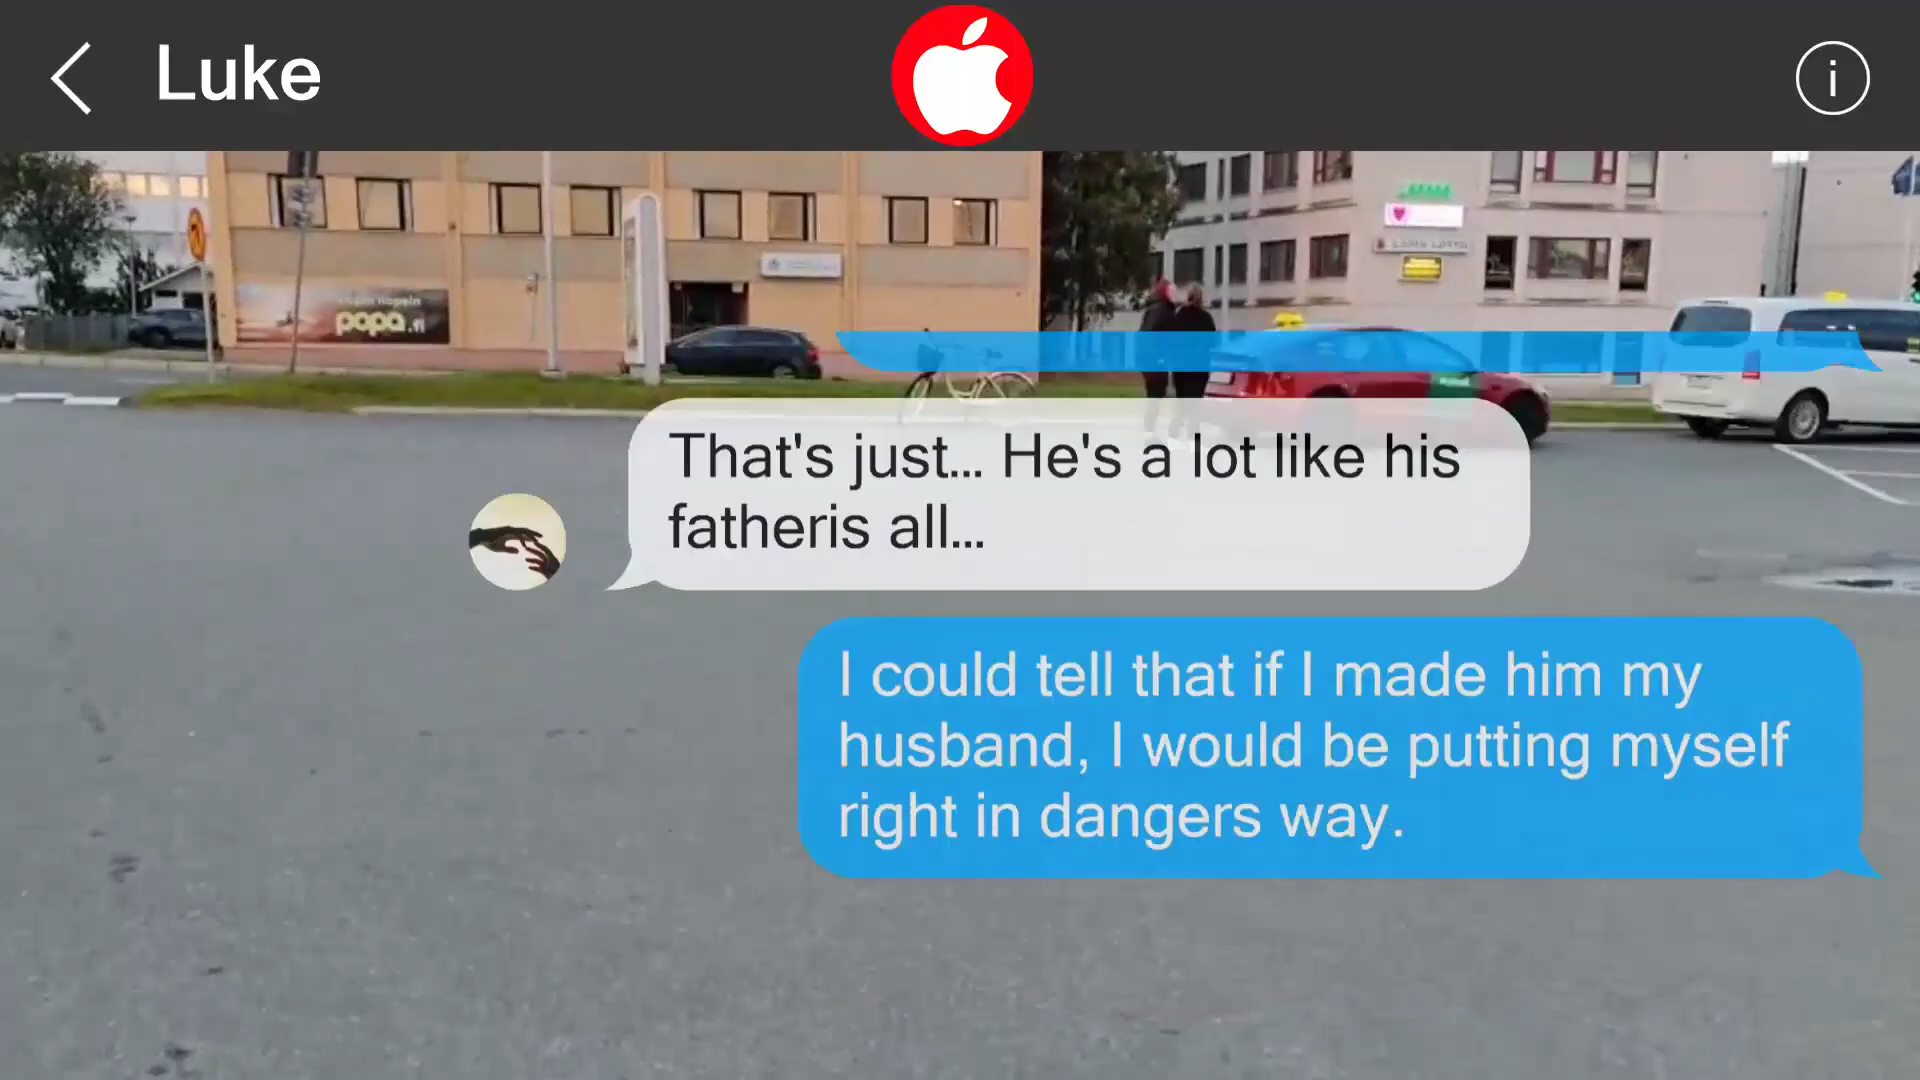 Luke
i
papa.fi
That's just... He's a lot like his
fatheris all...
I could tell that if I made him my
husband, I would be putting myself
right in dangers way.